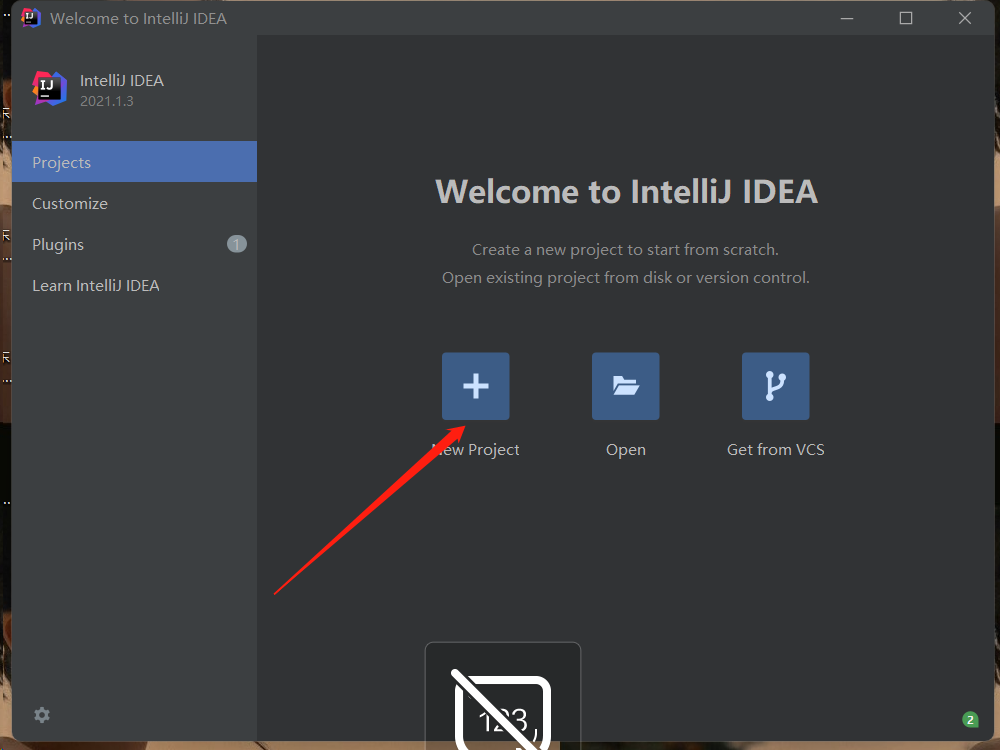 Welcome to IntelliJ IDEA
IntelliJ IDEA
2021.1.3
Projects
Customize
Plugins
1
Learn IntelliJ IDEA
Welcome to IntelliJ IDEA
Create a new project to start from scratch.
Open existing project from disk or version control.
New Project
Open
Get from VCS
123
2